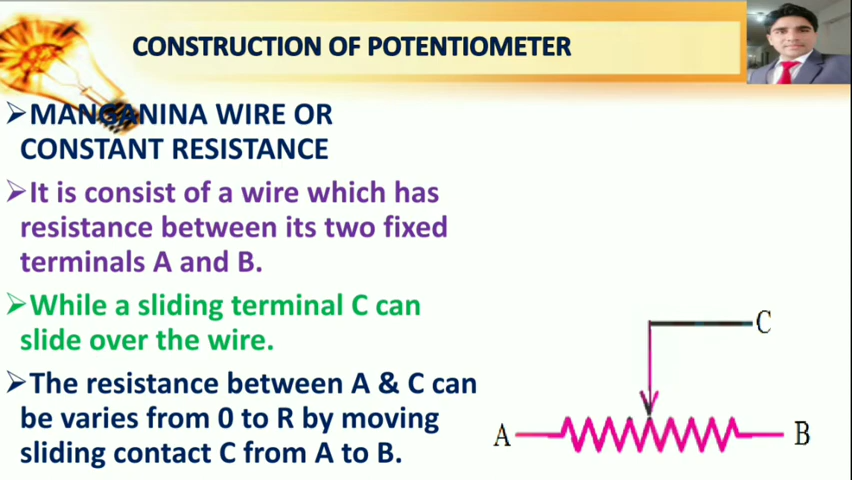 CONSTRUCTION OF POTENTIOMETER
➢MANGANINA WIRE OR
CONSTANT RESISTANCE
➢It is consist of a wire which has
resistance between its two fixed
terminals A and B.
➢While a sliding terminal C can
slide over the wire.
➢The resistance between A & C can
be varies from 0 to R by moving
sliding contact C from A to B.
C
A
B